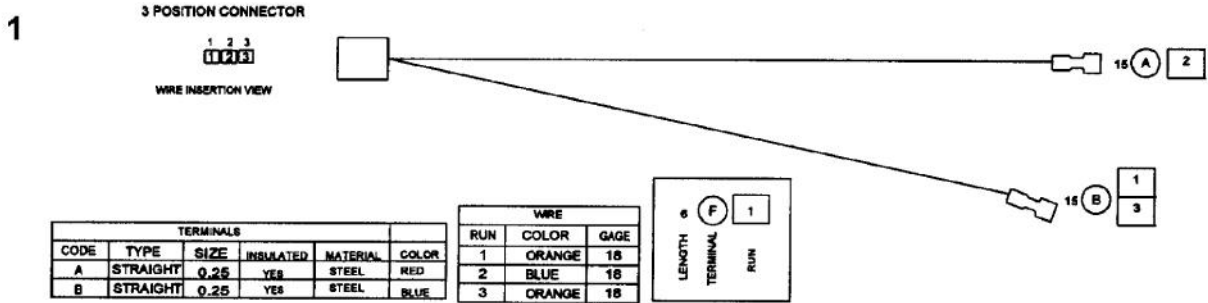 3 POSITION CONNECTOR
1
1 2 3
1 2 3
WIRE INSERTION VIEW
15 A 2
15 B 1 3
6 F 1
LENGTH TERMINAL RUN
TERMINALS
CODE TYPE SIZE INSULATED MATERIAL COLOR
A STRAIGHT 0.25 YES STEEL RED
B STRAIGHT 0.25 YES STEEL BLUE
WIRE
RUN COLOR GAGE
1 ORANGE 18
2 BLUE 18
3 ORANGE 18